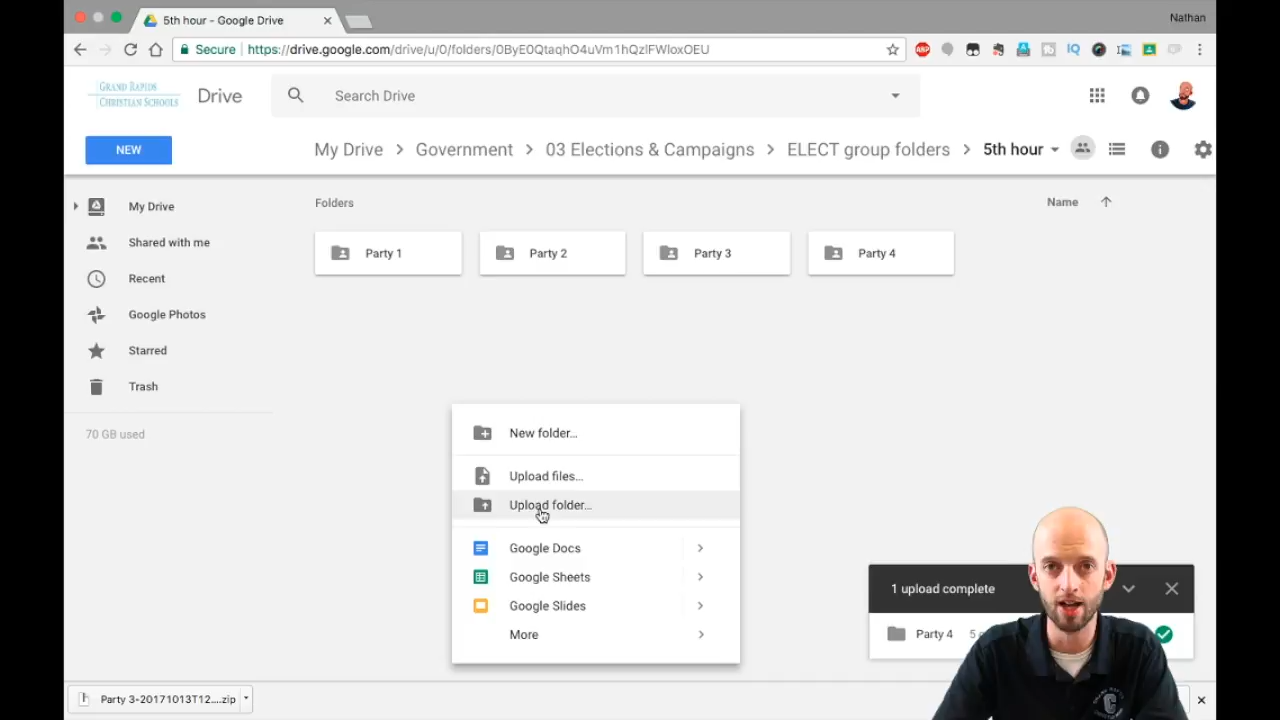 5th hour - Google Drive
Nathan
Secure https://drive.google.com/drive/u/0/folders/0ByE0QtaqhO4uVm1hQzlFWloxOEU
ABP
IQ
GRAND RAPIDS
CHRISTIAN SCHOOLS
Drive
Search Drive
NEW
My Drive > Government > 03 Elections & Campaigns > ELECT group folders > 5th hour
My Drive
Shared with me
Recent
Google Photos
Starred
Trash
70 GB used
Folders
Name
Party 1
Party 2
Party 3
Party 4
New folder...
Upload files...
Upload folder...
Google Docs
Google Sheets
Google Slides
More
1 upload complete
Party 4
Party 3-20171013T12....zip